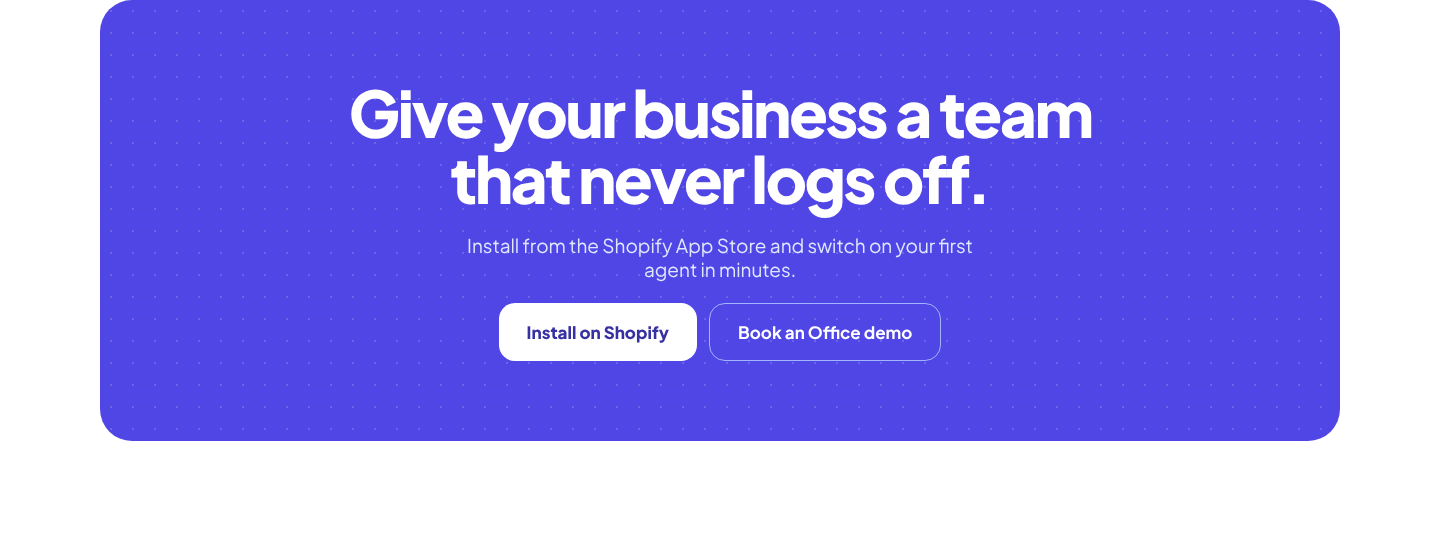 Give your business a team
that never logs off.
Install from the Shopify App Store and switch on your first
agent in minutes.
Install on Shopify
Book an Office demo